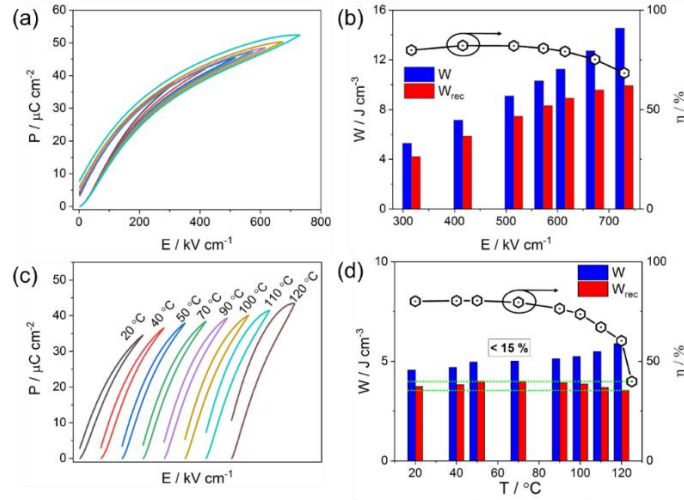 (a)
60
50
40
30
20
10
0
P / μC cm⁻²
0 200 400 600 800
E / kV cm⁻¹
(b)
16
12
8
4
0
W / J cm⁻³
100
80
50
0
η / %
W
W_rec
300 400 500 600 700
E / kV cm⁻¹
(c)
50
40
30
20
10
0
P / μC cm⁻²
20 °C
40 °C
50 °C
70 °C
90 °C
100 °C
110 °C
120 °C
E / kV cm⁻¹
(d)
10
5
0
W / J cm⁻³
100
50
0
η / %
W
W_rec
< 15 %
20 40 60 80 100 120
T / °C